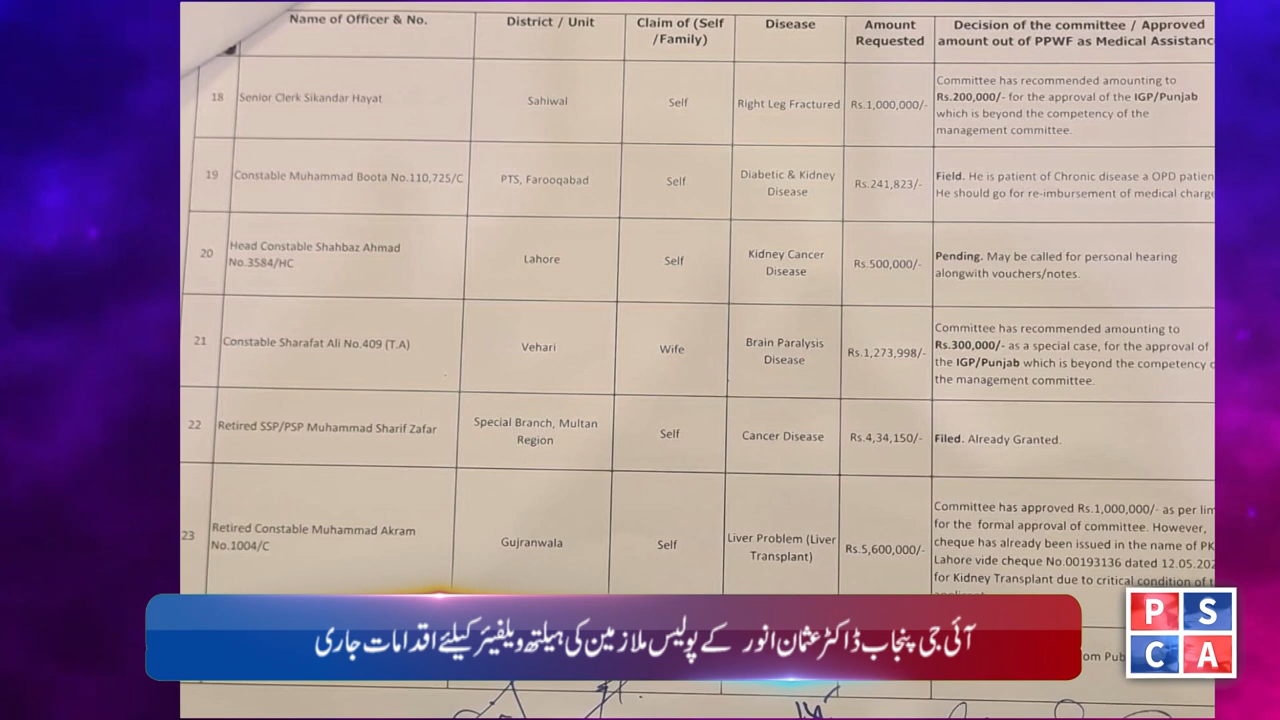 Name of Officer & No.
District / Unit
Claim of (Self
/Family)
Disease
Amount
Requested
Decision of the committee / Approved
amount out of PPWF as Medical Assistanc
18
Senior Clerk Sikandar Hayat
Sahiwal
Self
Right Leg Fractured
Rs.1,000,000/-
Committee has recommended amounting to
Rs.200,000/- for the approval of the IGP/Punjab
which is beyond the competency of the
management committee.
19
Constable Muhammad Boota No.110,725/C
PTS, Farooqabad
Self
Diabetic & Kidney
Disease
Rs.241,823/-
Field. He is patient of Chronic disease a OPD patien
He should go for re-imbursement of medical charge
20
Head Constable Shahbaz Ahmad
No.3584/HC
Lahore
Self
Kidney Cancer
Disease
Rs.500,000/-
Pending. May be called for personal hearing
alongwith vouchers/notes.
21
Constable Sharafat Ali No.409 (T.A)
Vehari
Wife
Brain Paralysis
Disease
Rs.1,273,998/-
Committee has recommended amounting to
Rs.300,000/- as a special case, for the approval of
the IGP/Punjab which is beyond the competency o
the management committee.
22
Retired SSP/PSP Muhammad Sharif Zafar
Special Branch, Multan
Region
Self
Cancer Disease
Rs.4,34,150/-
Filed. Already Granted.
23
Retired Constable Muhammad Akram
No.1004/C
Gujranwala
Self
Liver Problem (Liver
Transplant)
Rs.5,600,000/-
Committee has approved Rs.1,000,000/- as per lim
for the formal approval of committee. However,
cheque has already been issued in the name of PK
Lahore vide cheque No.00193136 dated 12.05.202
for Kidney Transplant due to critical condition of t
om Pub
آئی جی پنجاب ڈاکٹر عثمان انور کے پولیس ملازمین کی ہیلتھ ویلفیئر کیلئے اقدامات جاری
PSCA